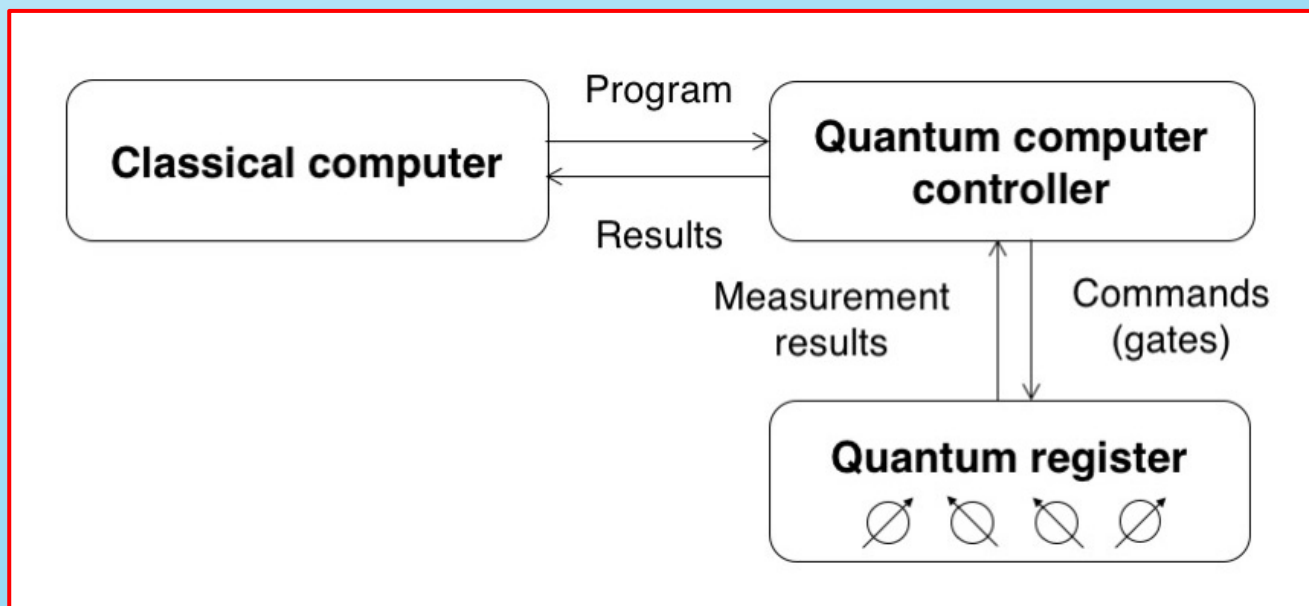 Program
Classical computer
Quantum computer
controller
Results
Measurement
results
Commands
(gates)
Quantum register